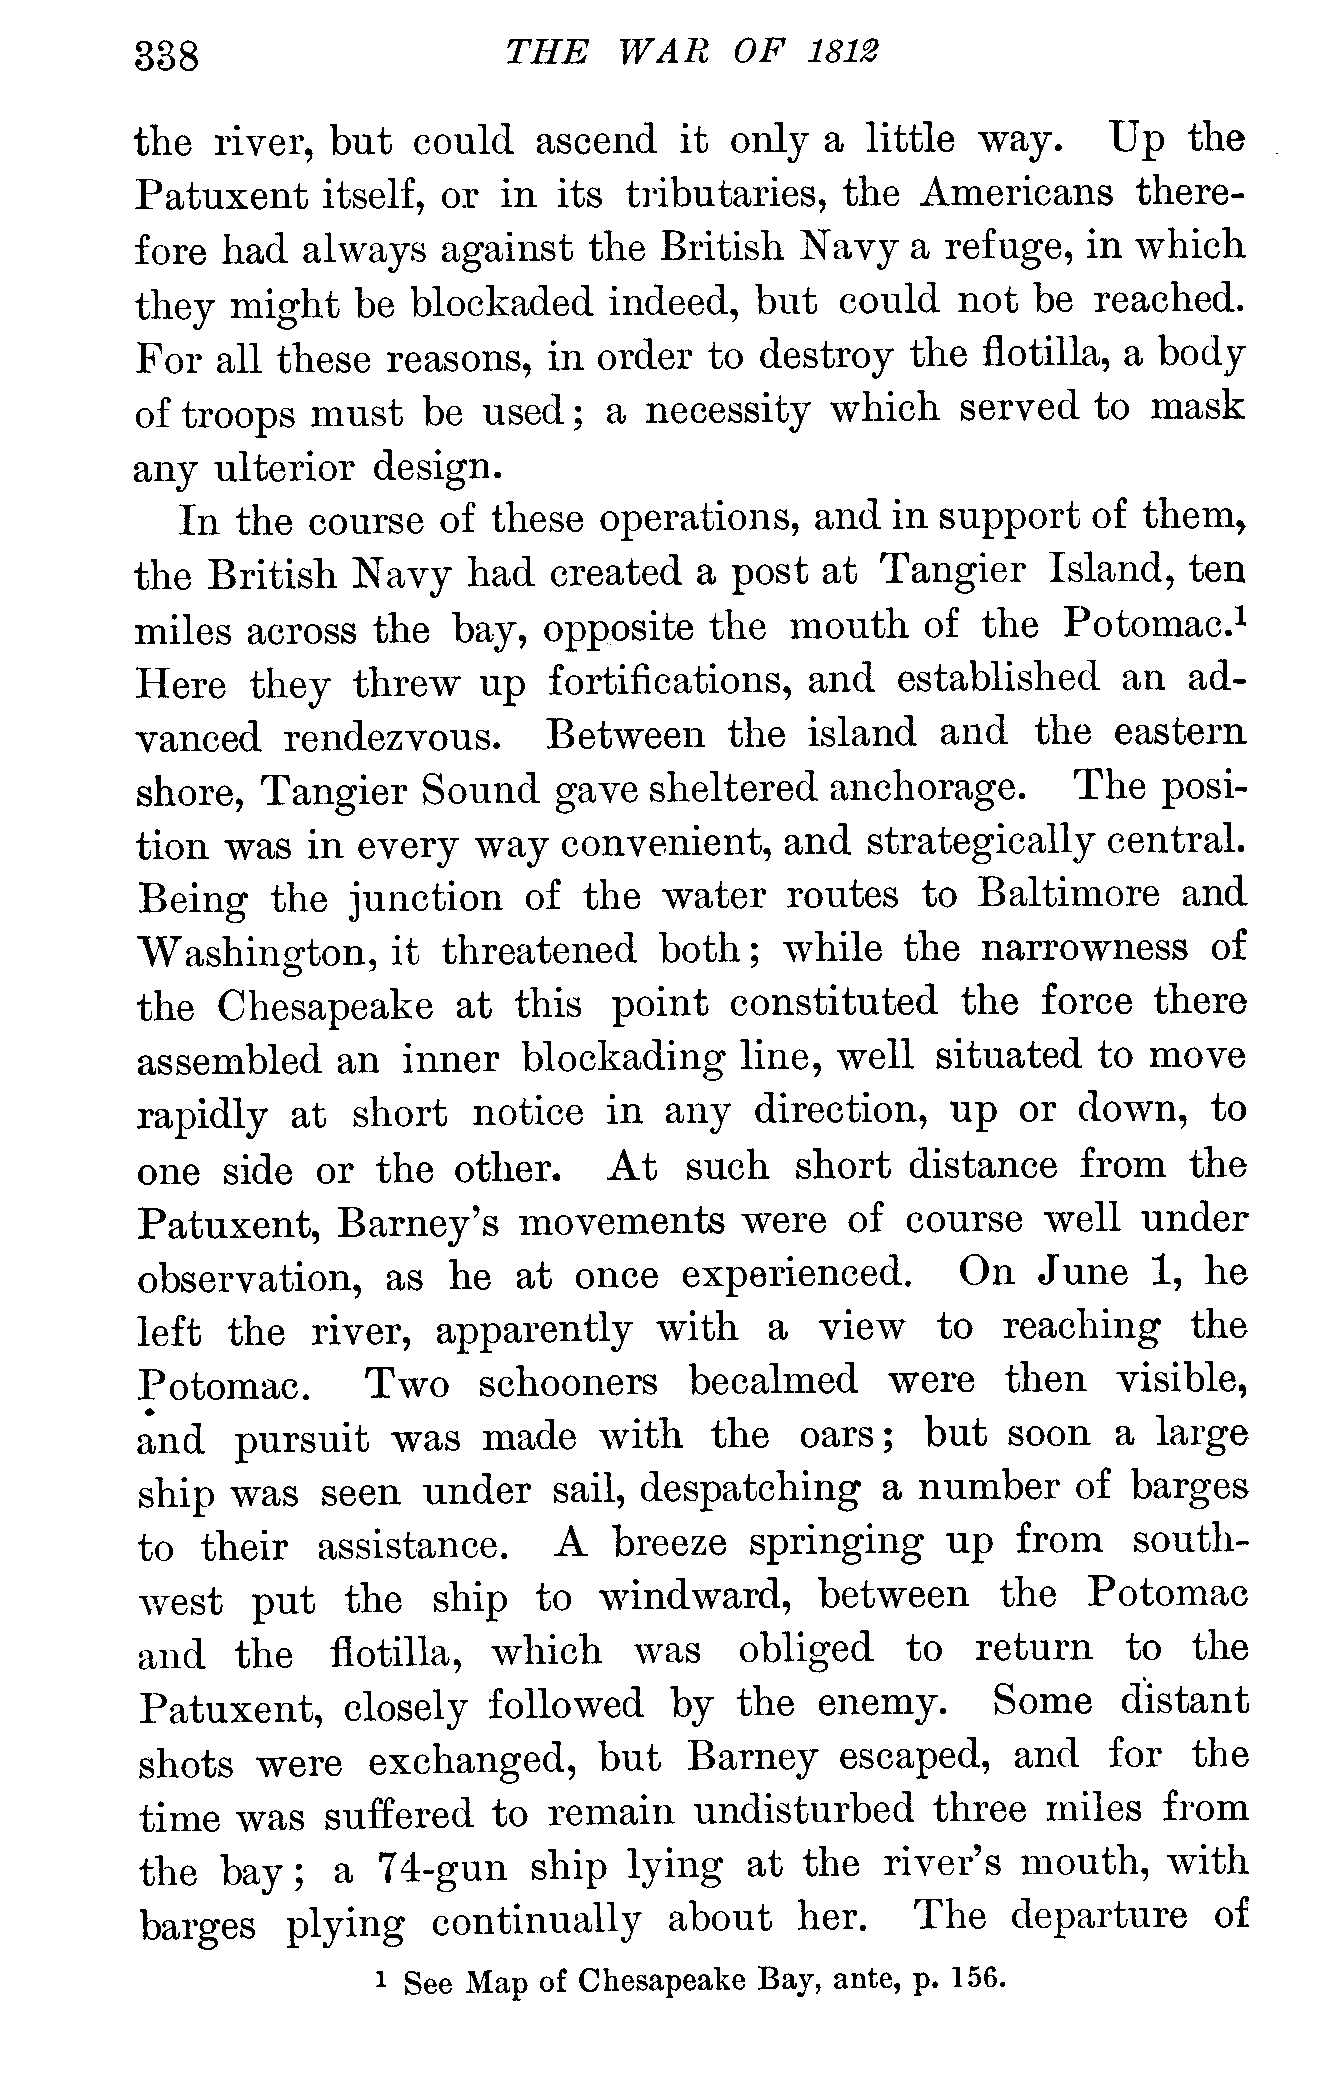 338 THE WAR OF 1812
the river, but could ascend it only a little way. Up the
Patuxent itself, or in its tributaries, the Americans there-
fore had always against the British Navy a refuge, in which
they might be blockaded indeed, but could not be reached.
For all these reasons, in order to destroy the flotilla, a body
of troops must be used; a necessity which served to mask
any ulterior design.
In the course of these operations, and in support of them,
the British Navy had created a post at Tangier Island, ten
miles across the bay, opposite the mouth of the Potomac.¹
Here they threw up fortifications, and established an ad-
vanced rendezvous. Between the island and the eastern
shore, Tangier Sound gave sheltered anchorage. The posi-
tion was in every way convenient, and strategically central.
Being the junction of the water routes to Baltimore and
Washington, it threatened both; while the narrowness of
the Chesapeake at this point constituted the force there
assembled an inner blockading line, well situated to move
rapidly at short notice in any direction, up or down, to
one side or the other. At such short distance from the
Patuxent, Barney's movements were of course well under
observation, as he at once experienced. On June 1, he
left the river, apparently with a view to reaching the
Potomac. Two schooners becalmed were then visible,
and pursuit was made with the oars; but soon a large
ship was seen under sail, despatching a number of barges
to their assistance. A breeze springing up from south-
west put the ship to windward, between the Potomac
and the flotilla, which was obliged to return to the
Patuxent, closely followed by the enemy. Some distant
shots were exchanged, but Barney escaped, and for the
time was suffered to remain undisturbed three miles from
the bay; a 74-gun ship lying at the river's mouth, with
barges plying continually about her. The departure of
¹ See Map of Chesapeake Bay, ante, p. 156.